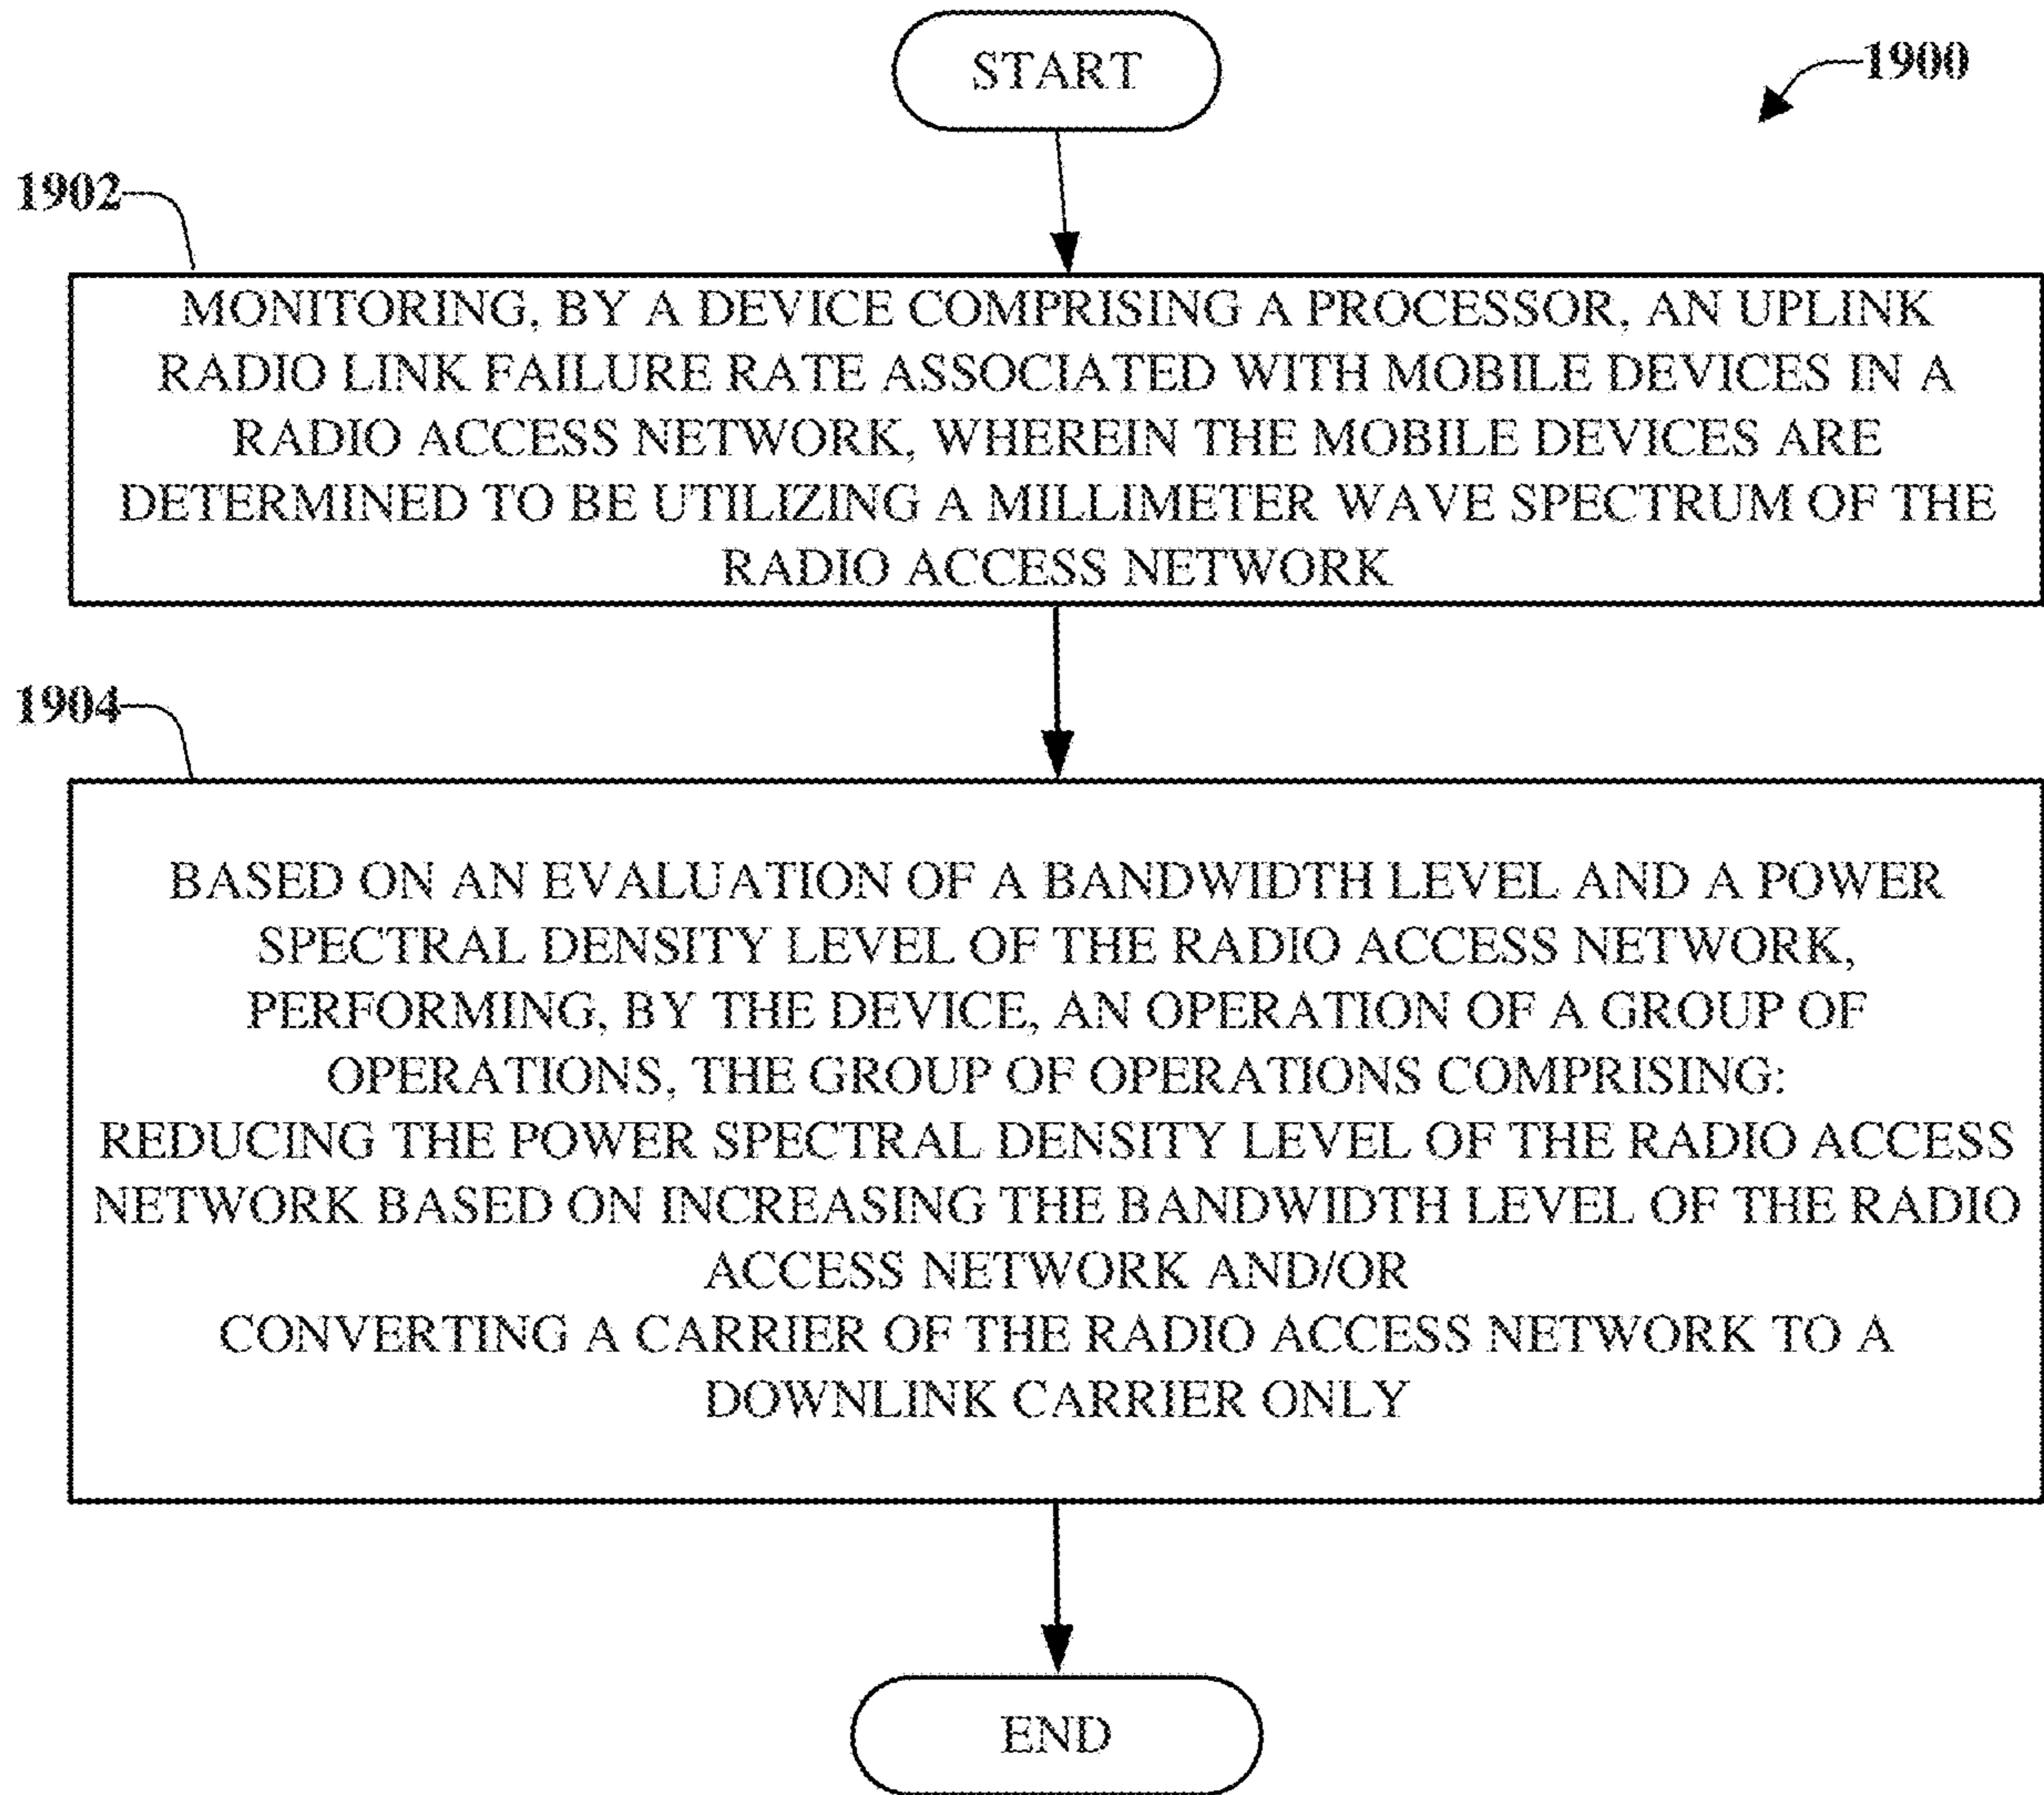 START
1900
1902
MONITORING, BY A DEVICE COMPRISING A PROCESSOR, AN UPLINK
RADIO LINK FAILURE RATE ASSOCIATED WITH MOBILE DEVICES IN A
RADIO ACCESS NETWORK, WHEREIN THE MOBILE DEVICES ARE
DETERMINED TO BE UTILIZING A MILLIMETER WAVE SPECTRUM OF THE
RADIO ACCESS NETWORK
1904
BASED ON AN EVALUATION OF A BANDWIDTH LEVEL AND A POWER
SPECTRAL DENSITY LEVEL OF THE RADIO ACCESS NETWORK,
PERFORMING, BY THE DEVICE, AN OPERATION OF A GROUP OF
OPERATIONS, THE GROUP OF OPERATIONS COMPRISING:
REDUCING THE POWER SPECTRAL DENSITY LEVEL OF THE RADIO ACCESS
NETWORK BASED ON INCREASING THE BANDWIDTH LEVEL OF THE RADIO
ACCESS NETWORK AND/OR
CONVERTING A CARRIER OF THE RADIO ACCESS NETWORK TO A
DOWNLINK CARRIER ONLY
END